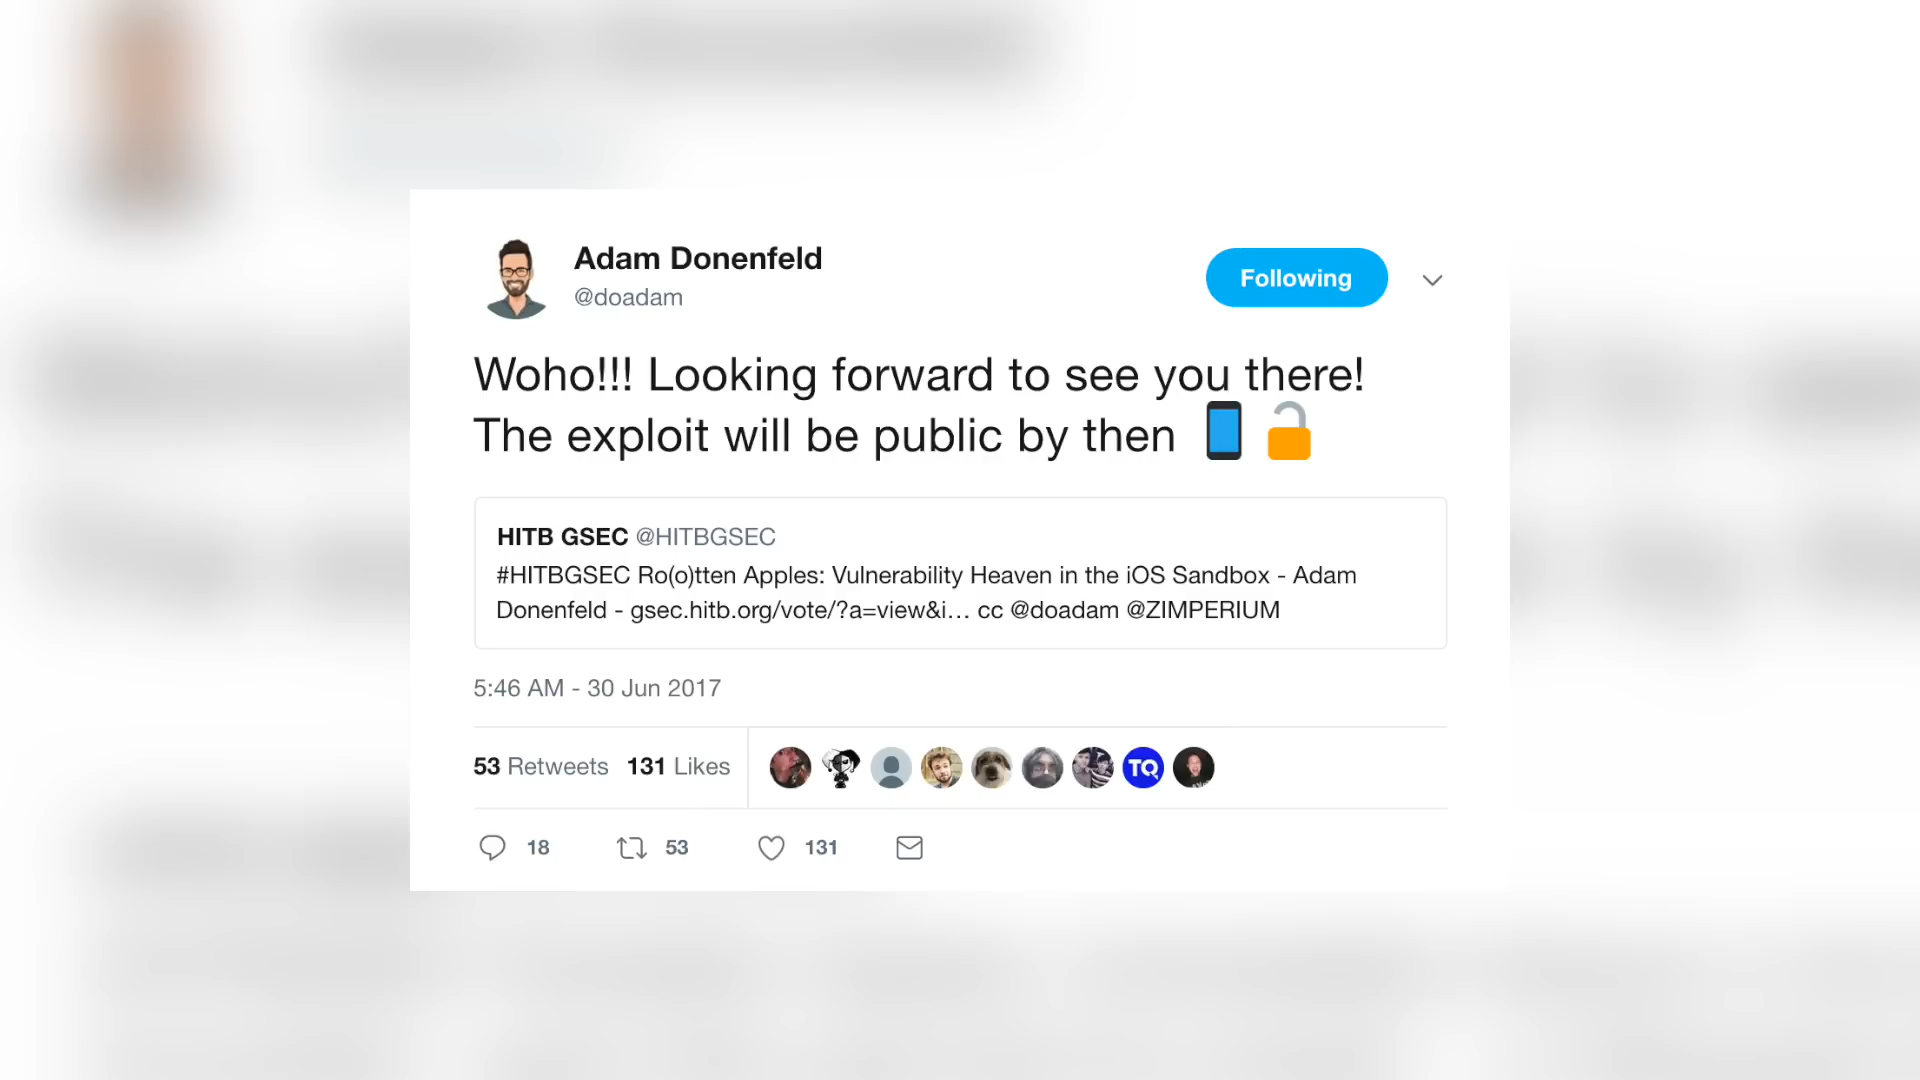 Adam Donenfeld
@doadam
Following
Woho!!! Looking forward to see you there!
The exploit will be public by then 📱🔓
HITB GSEC @HITBGSEC
#HITBGSEC Ro(o)tten Apples: Vulnerability Heaven in the iOS Sandbox - Adam
Donenfeld - gsec.hitb.org/vote/?a=view&i… cc @doadam @ZIMPERIUM
5:46 AM - 30 Jun 2017
53 Retweets 131 Likes TQ
18 53 131